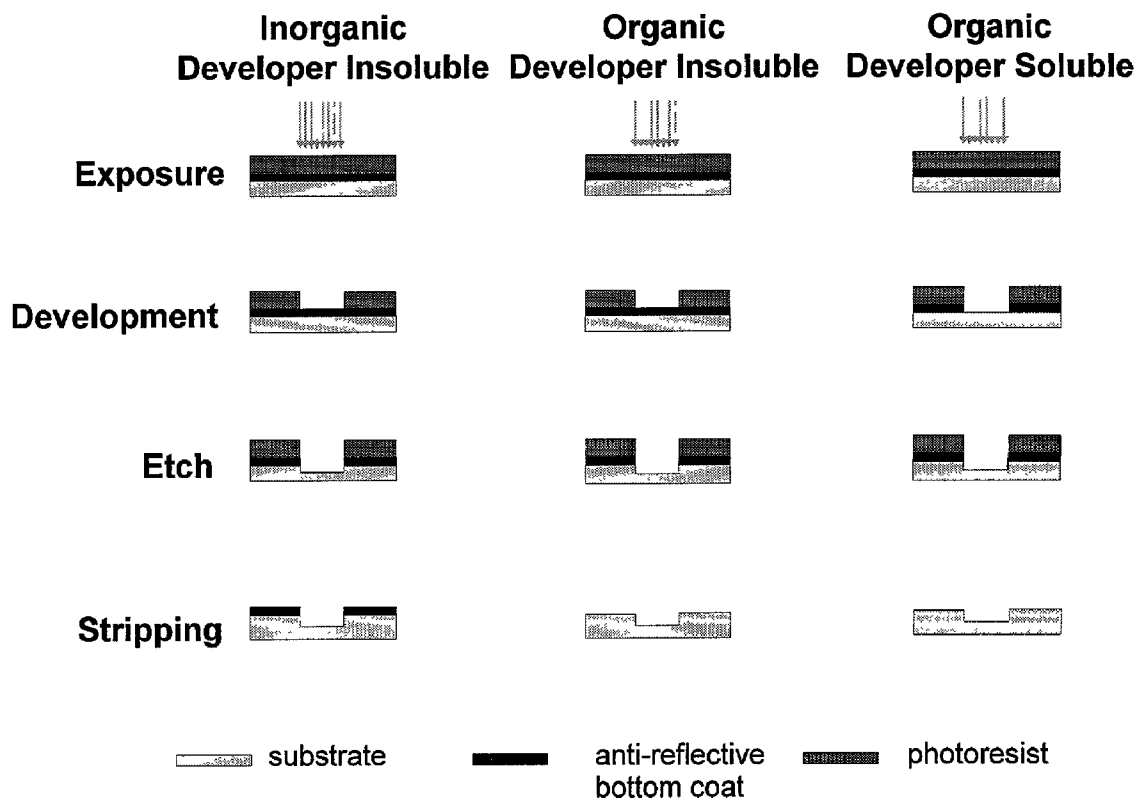 Inorganic
Developer Insoluble
Organic
Developer Insoluble
Organic
Developer Soluble
Exposure
Development
Etch
Stripping
substrate
anti-reflective
bottom coat
photoresist